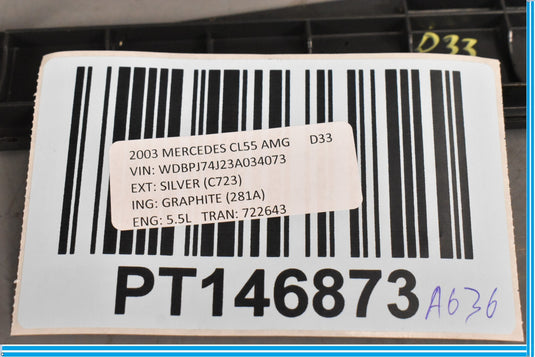 D33
2003 MERCEDES CL55 AMG D33
VIN: WDBPJ74J23A034073
EXT: SILVER (C723)
ING: GRAPHITE (281A)
ENG: 5.5L TRAN: 722643
PT146873 A636